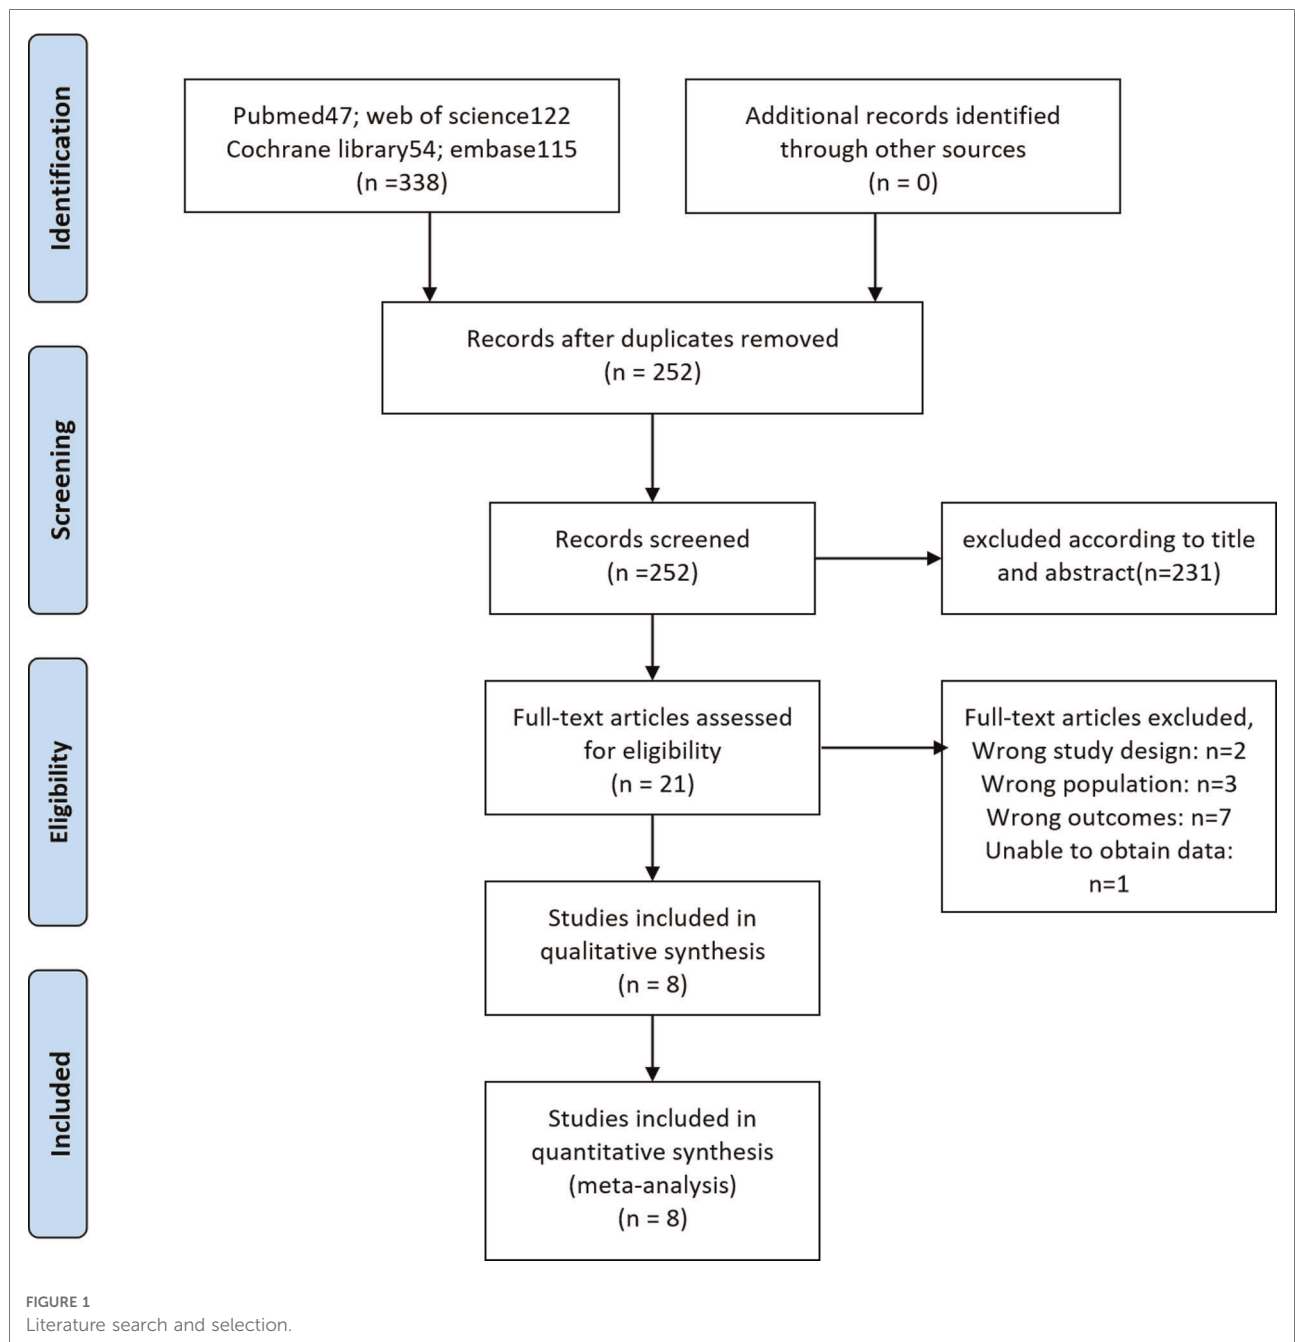 Identification
Pubmed47; web of science122
Cochrane library54; embase115
(n =338)
Additional records identified
through other sources
(n = 0)
Records after duplicates removed
(n = 252)
Screening
Records screened
(n =252)
excluded according to title
and abstract(n=231)
Eligibility
Full-text articles assessed
for eligibility
(n = 21)
Full-text articles excluded,
Wrong study design: n=2
Wrong population: n=3
Wrong outcomes: n=7
Unable to obtain data:
n=1
Studies included in
qualitative synthesis
(n = 8)
Included
Studies included in
quantitative synthesis
(meta-analysis)
(n = 8)
FIGURE 1
Literature search and selection.